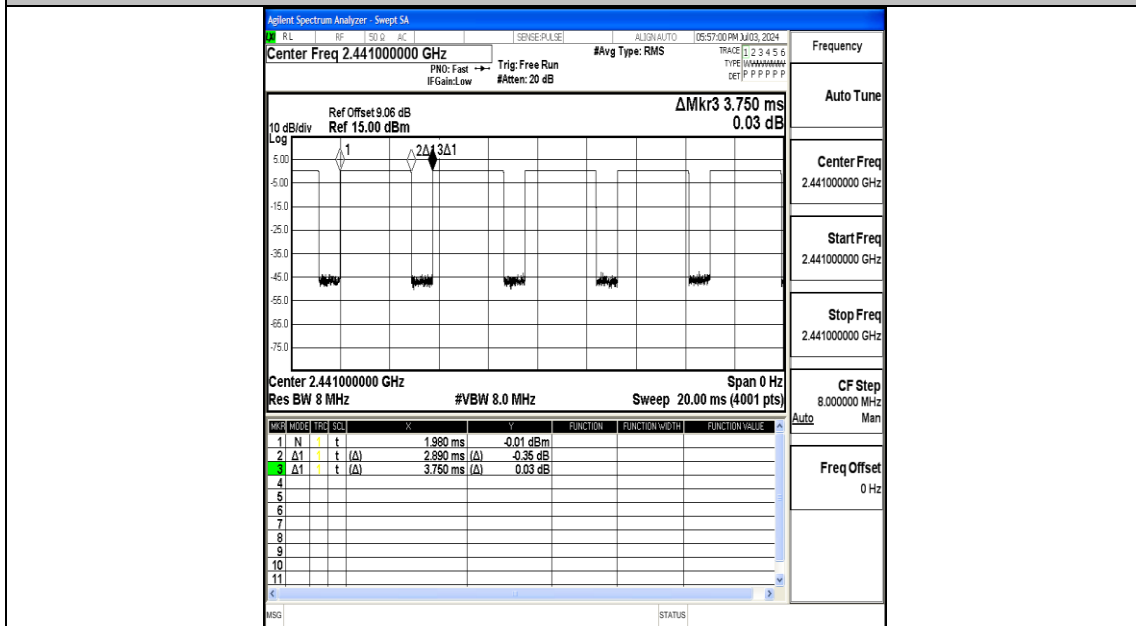 Agilent Spectrum Analyzer - Swept SA
RL RF 50 Ω AC SENSE:PULSE ALIGN AUTO 05:57:00 PM Jul 03, 2024
Center Freq 2.441000000 GHz
PNO: Fast
IFGain:Low
Trig: Free Run
#Atten: 20 dB
#Avg Type: RMS
TRACE 1 2 3 4 5 6
TYPE
DET P P P P P P
Frequency
Auto Tune
Center Freq
2.441000000 GHz
Start Freq
2.441000000 GHz
Stop Freq
2.441000000 GHz
CF Step
8.000000 MHz
Auto Man
Freq Offset
0 Hz
ΔMkr3 3.750 ms
0.03 dB
Ref Offset 9.06 dB
10 dB/div Ref 15.00 dBm
Log
1 2Δ1 3Δ1
5.00
-5.00
-15.0
-25.0
-35.0
-45.0
-55.0
-65.0
-75.0
Center 2.441000000 GHz Span 0 Hz
Res BW 8 MHz #VBW 8.0 MHz Sweep 20.00 ms (4001 pts)
MKR MODE TRC SCL X Y FUNCTION FUNCTION WIDTH FUNCTION VALUE
1 N 1 t 1.980 ms -0.01 dBm
2 Δ1 1 t (Δ) 2.890 ms (Δ) -0.35 dB
3 Δ1 1 t (Δ) 3.750 ms (Δ) 0.03 dB
4
5
6
7
8
9
10
11
MSG STATUS